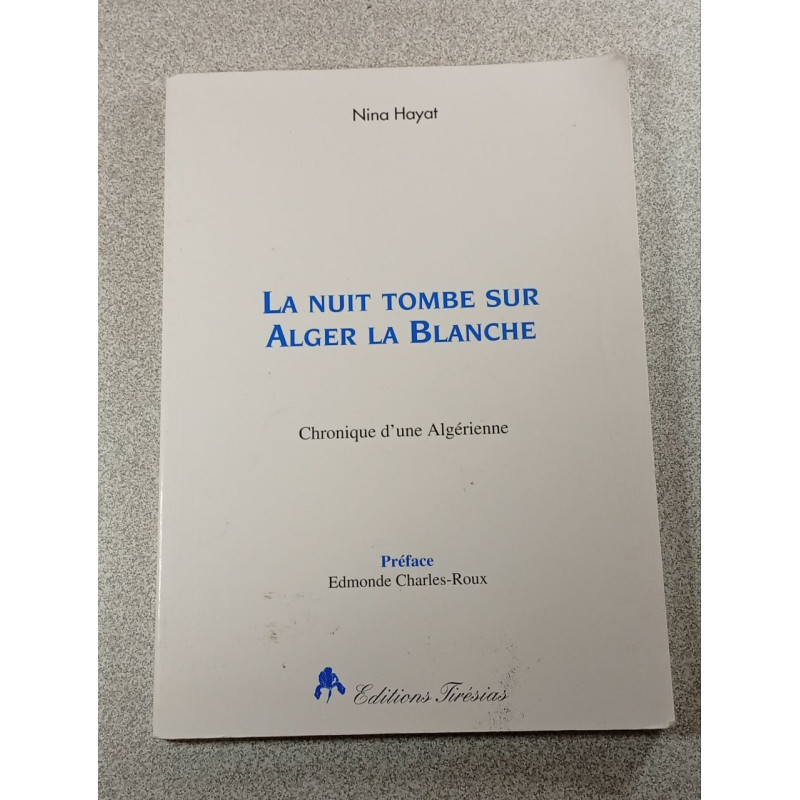 Nina Hayat
LA NUIT TOMBE SUR
ALGER LA BLANCHE
Chronique d'une Algérienne
Préface
Edmonde Charles-Roux
Editions Tirésias